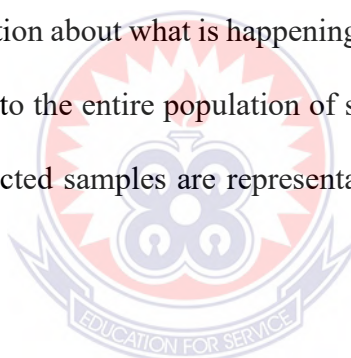 tion about what is happening
to the entire population of s
cted samples are representa
EDUCATION FOR SERVICE